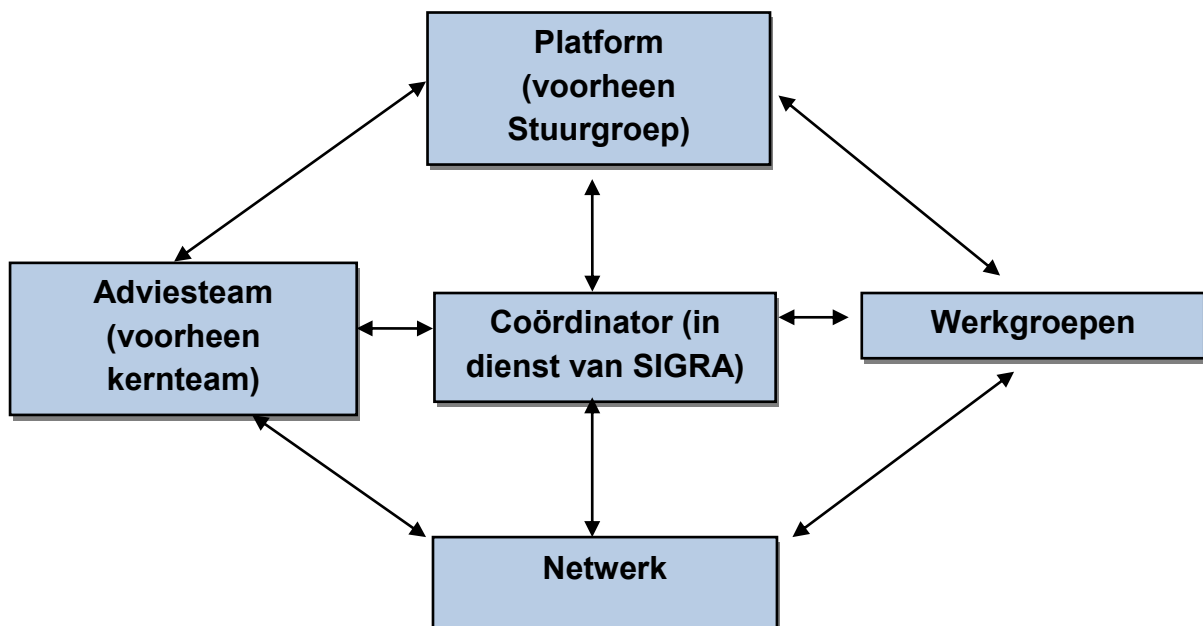 Platform
(voorheen
Stuurgroep)
Adviesteam
(voorheen
kernteam)
Coördinator (in
dienst van SIGRA)
Werkgroepen
Netwerk